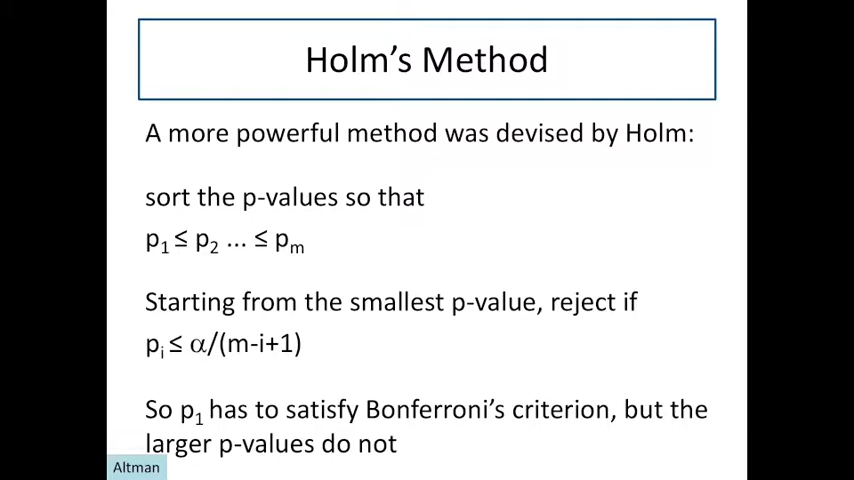 Holm's Method
A more powerful method was devised by Holm:
sort the p-values so that
p₁ ≤ p₂ ... ≤ pₘ
Starting from the smallest p-value, reject if
pᵢ ≤ α/(m-i+1)
So p₁ has to satisfy Bonferroni's criterion, but the
larger p-values do not
Altman